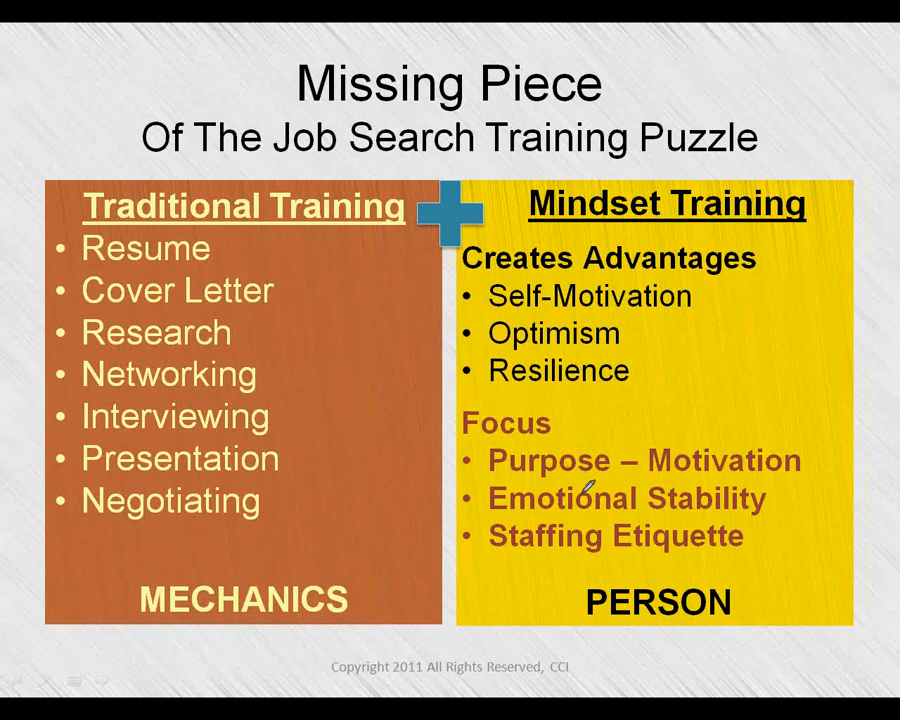 Missing Piece
Of The Job Search Training Puzzle
Traditional Training
• Resume
• Cover Letter
• Research
• Networking
• Interviewing
• Presentation
• Negotiating
MECHANICS
Mindset Training
Creates Advantages
• Self-Motivation
• Optimism
• Resilience
Focus
• Purpose – Motivation
• Emotional Stability
• Staffing Etiquette
PERSON
Copyright 2011 All Rights Reserved, CCI